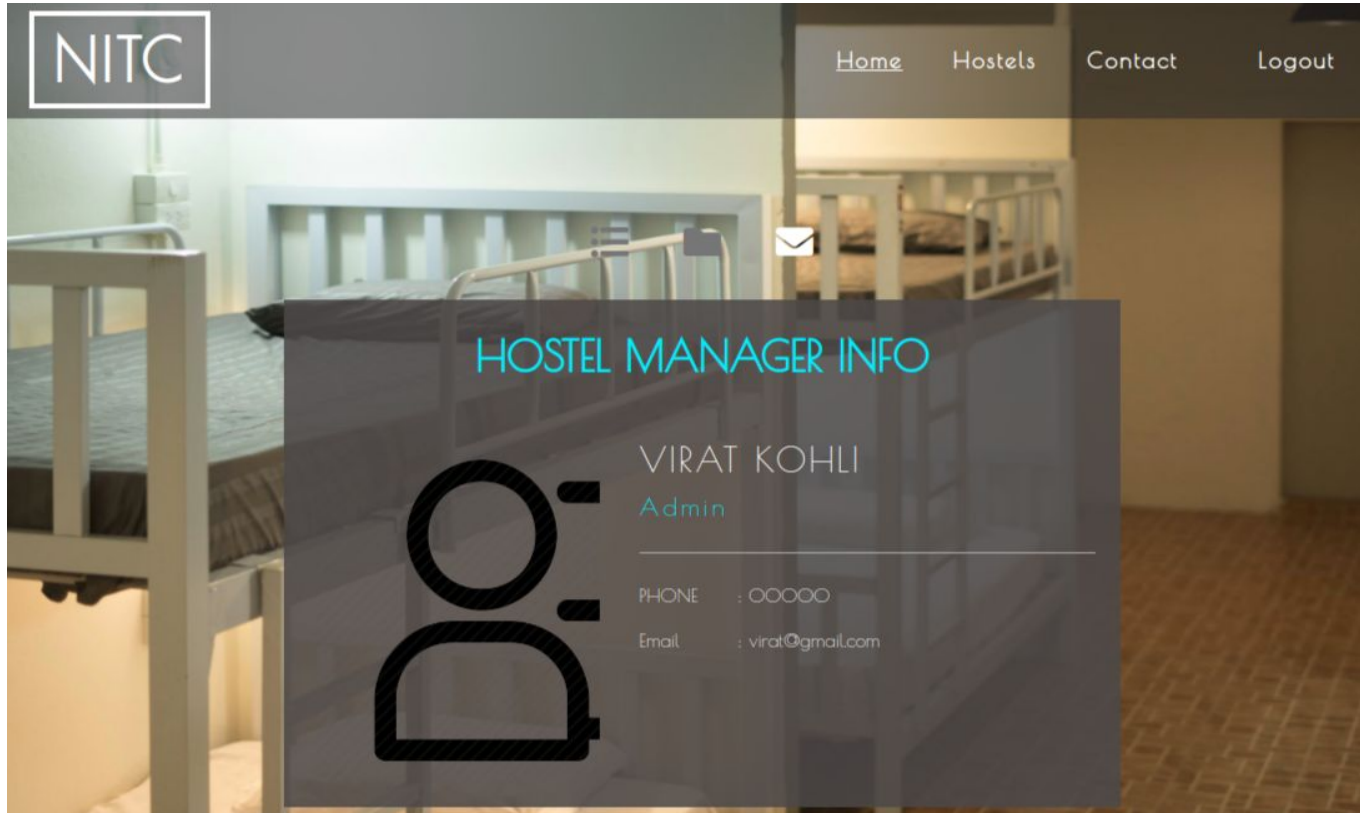 NITC
Home Hostels Contact Logout
HOSTEL MANAGER INFO
VIRAT KOHLI
Admin
PHONE : 00000
Email : virat@gmail.com